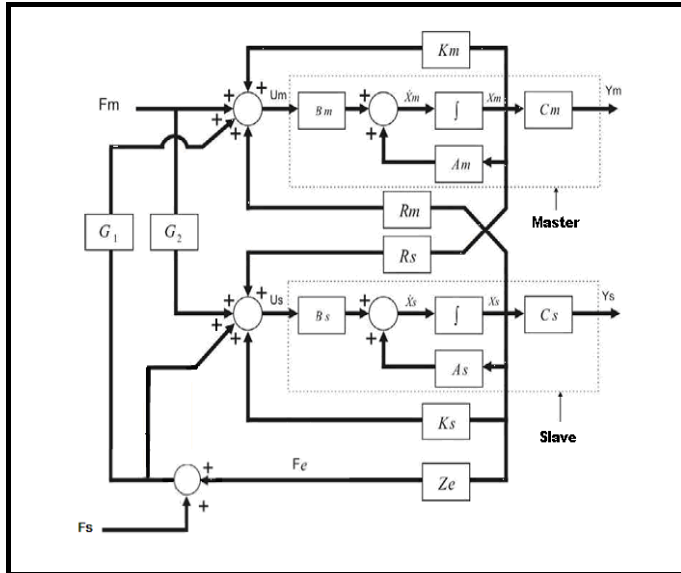 Km
Fm
+
+
+
+
Um
Bm
+
+
Ẋm
∫
Xm
Cm
Ym
Am
Master
G₁
G₂
Rm
Rs
+
+
+
+
Us
Bs
+
+
Ẋs
∫
Xs
Cs
Ys
As
Slave
Ks
Fe
Ze
+
+
Fs